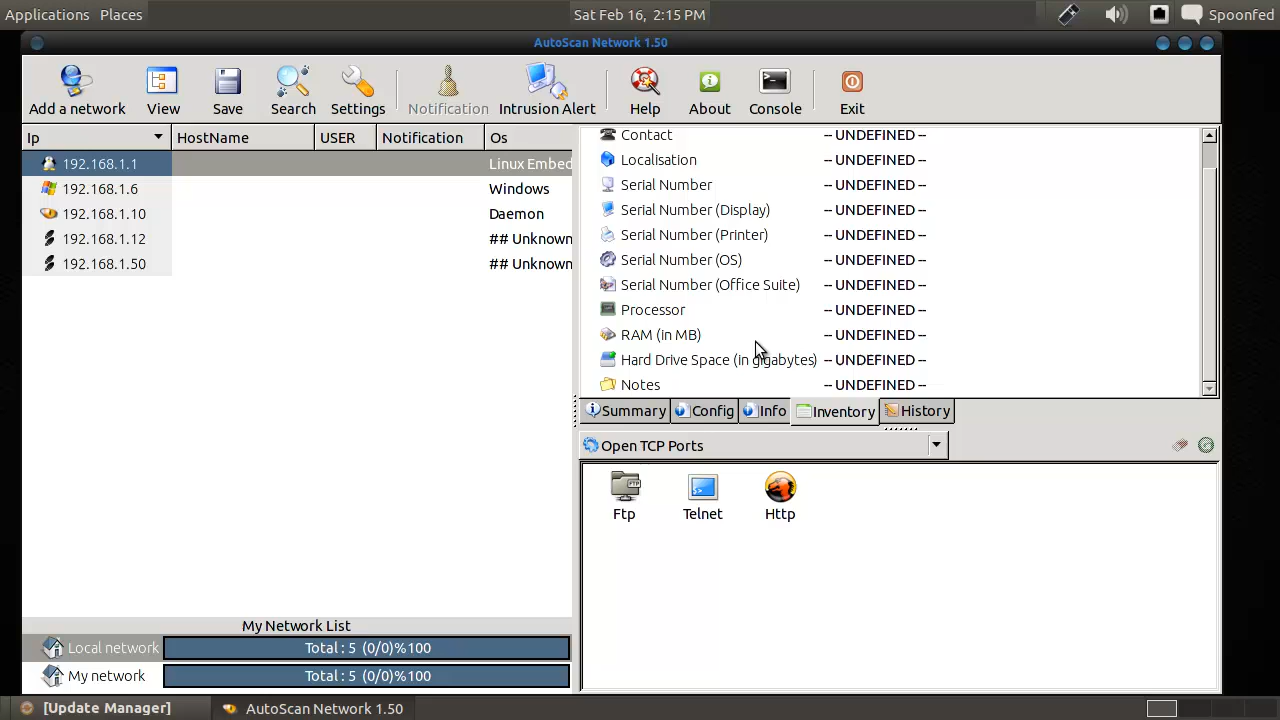 Applications Places Sat Feb 16, 2:15 PM Spoonfed
AutoScan Network 1.50
Add a network View Save Search Settings Notification Intrusion Alert Help About Console Exit
Ip HostName USER Notification Os
192.168.1.1 Linux Embed
192.168.1.6 Windows
192.168.1.10 Daemon
192.168.1.12 ## Unknown
192.168.1.50 ## Unknown
Contact -- UNDEFINED --
Localisation -- UNDEFINED --
Serial Number -- UNDEFINED --
Serial Number (Display) -- UNDEFINED --
Serial Number (Printer) -- UNDEFINED --
Serial Number (OS) -- UNDEFINED --
Serial Number (Office Suite) -- UNDEFINED --
Processor -- UNDEFINED --
RAM (in MB) -- UNDEFINED --
Hard Drive Space (in gigabytes) -- UNDEFINED --
Notes -- UNDEFINED --
Summary Config Info Inventory History
Open TCP Ports
FTP
Ftp Telnet Http
My Network List
Local network Total : 5 (0/0)%100
My network Total : 5 (0/0)%100
[Update Manager] AutoScan Network 1.50